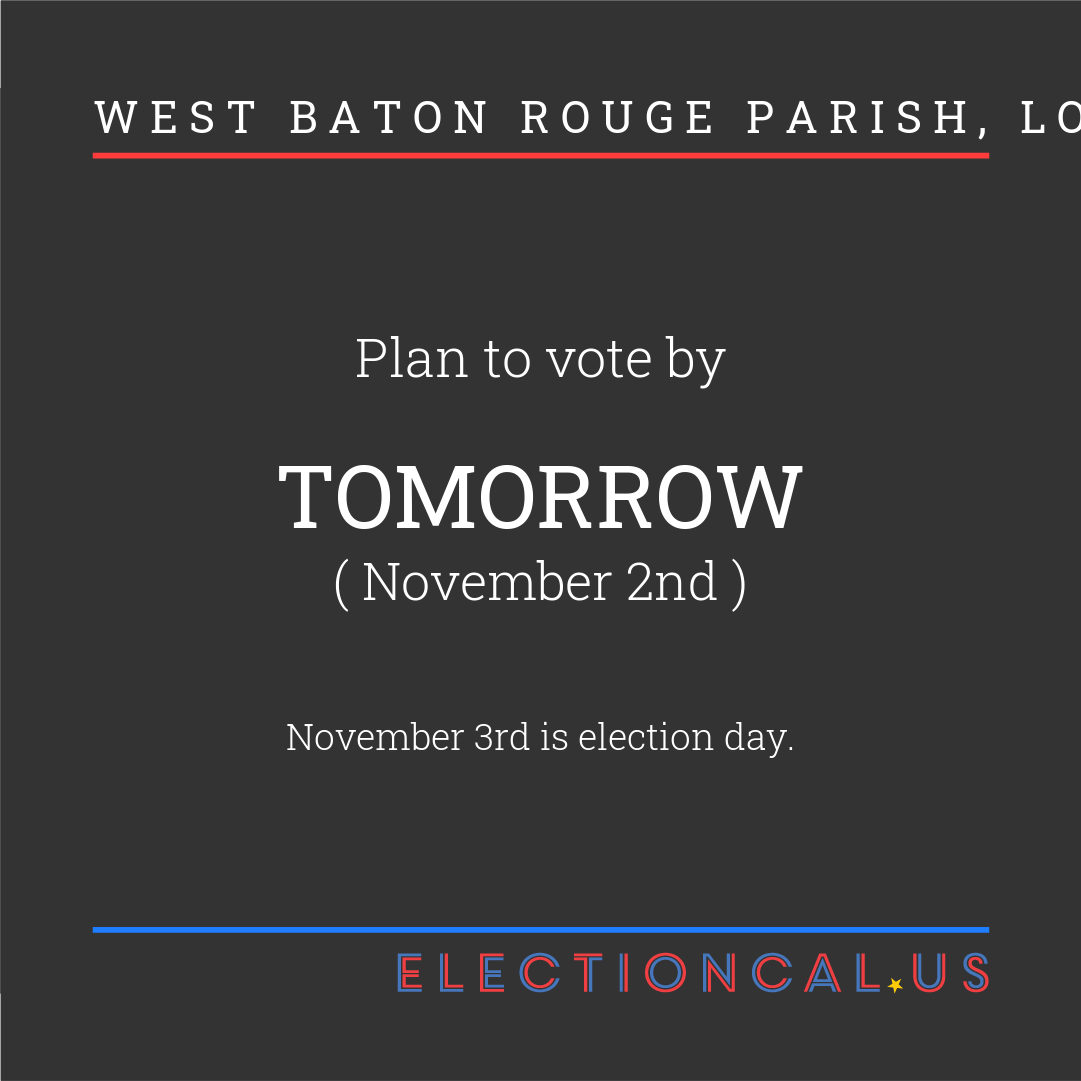 WEST BATON ROUGE PARISH, LO
Plan to vote by
TOMORROW
( November 2nd )
November 3rd is election day.
ELECTIONCAL.US